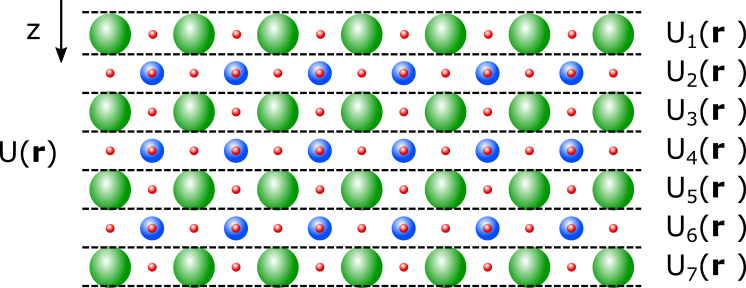 z
U(r)
U₁(r )
U₂(r )
U₃(r )
U₄(r )
U₅(r )
U₆(r )
U₇(r )